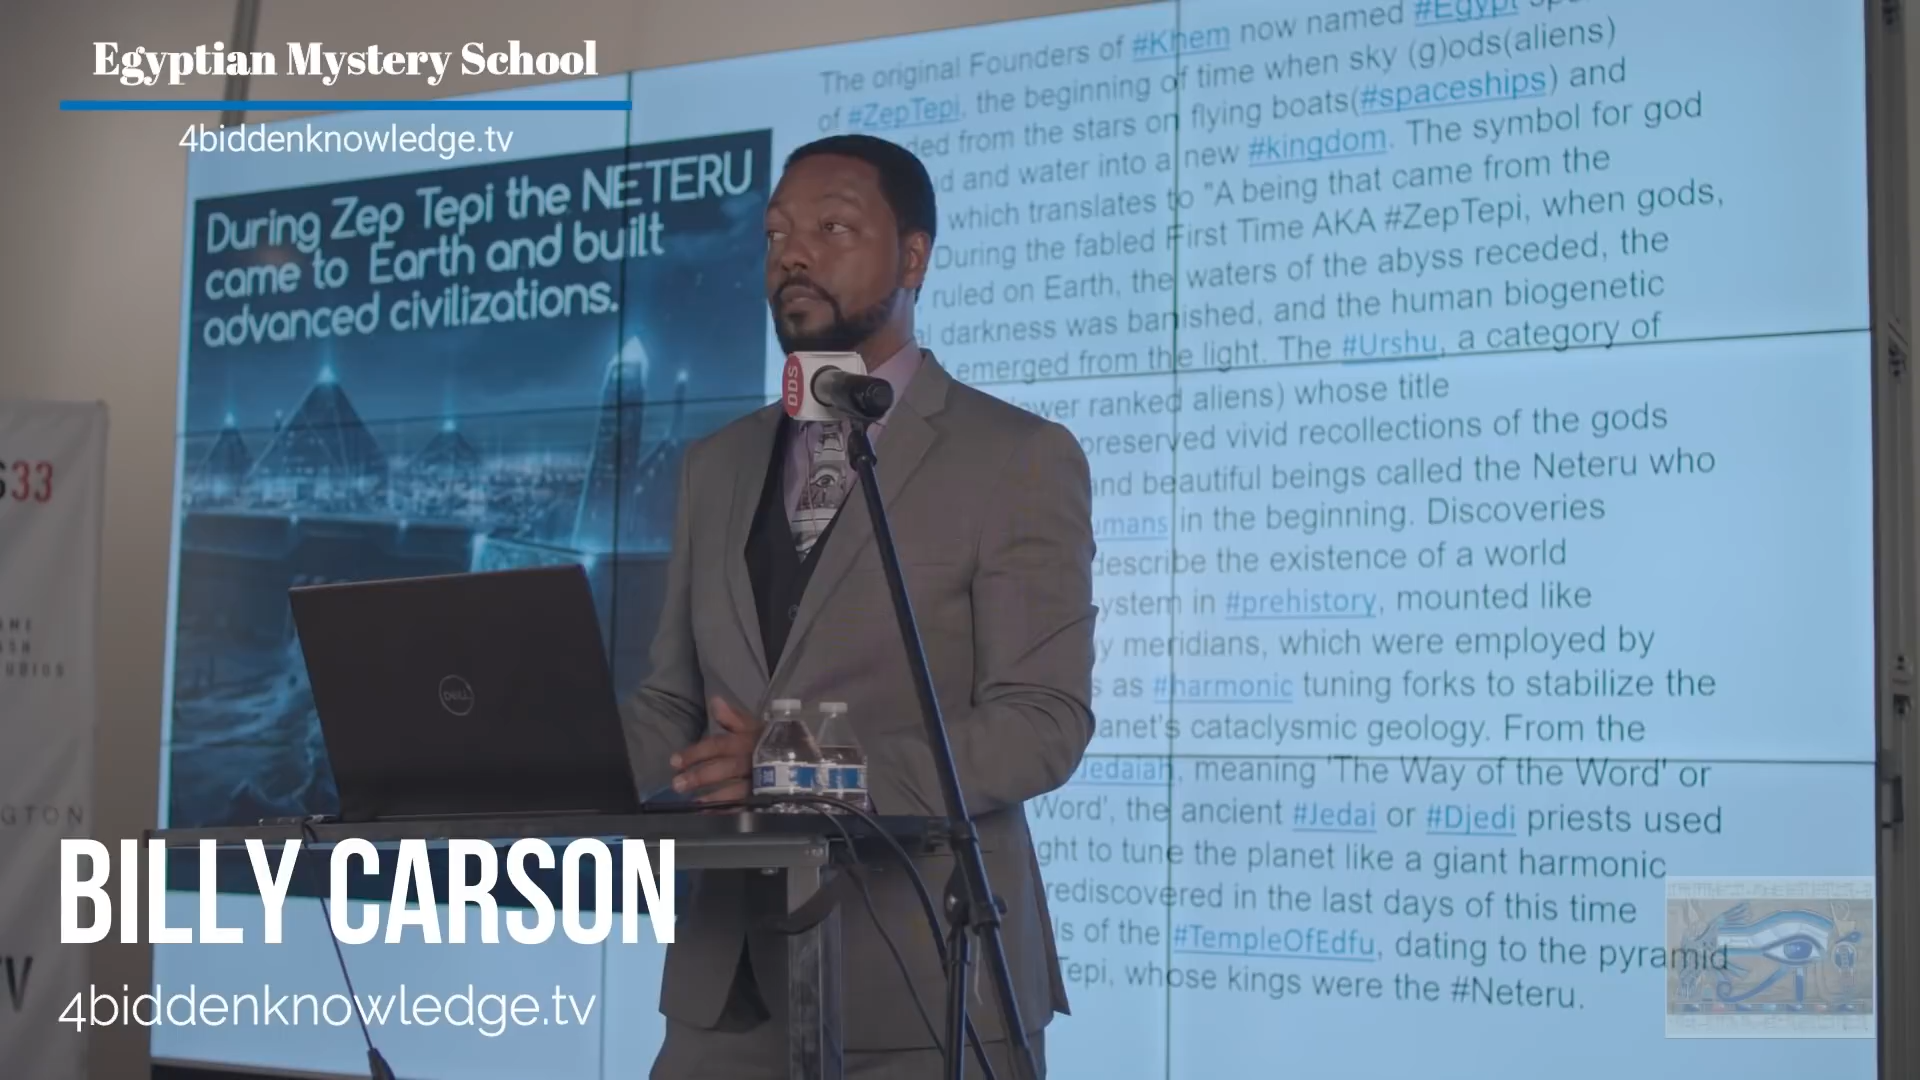 Egyptian Mystery School
4biddenknowledge.tv
During Zep Tepi the NETERU
came to Earth and built
advanced civilizations.
The original Founders of #Khem now named #Egypt
of #ZepTepi, the beginning of time when sky (g)ods(aliens)
from the stars on flying boats(#spaceships) and
and water into a new #kingdom. The symbol for god
which translates to "A being that came from the
During the fabled First Time AKA #ZepTepi, when gods,
ruled on Earth, the waters of the abyss receded, the
darkness was banished, and the human biogenetic
emerged from the light. The #Urshu, a category of
ranked aliens) whose title
preserved vivid recollections of the gods
and beautiful beings called the Neteru who
in the beginning. Discoveries
describe the existence of a world
in #prehistory, mounted like
meridians, which were employed by
as #harmonic tuning forks to stabilize the
cataclysmic geology. From the
meaning 'The Way of the Word' or
Word', the ancient #Jedai or #Djedi priests used
to tune the planet like a giant harmonic
rediscovered in the last days of this time
of the #TempleOfEdfu, dating to the pyramid
Tepi, whose kings were the #Neteru.
DDS
DELL
33
BILLY CARSON
4biddenknowledge.tv